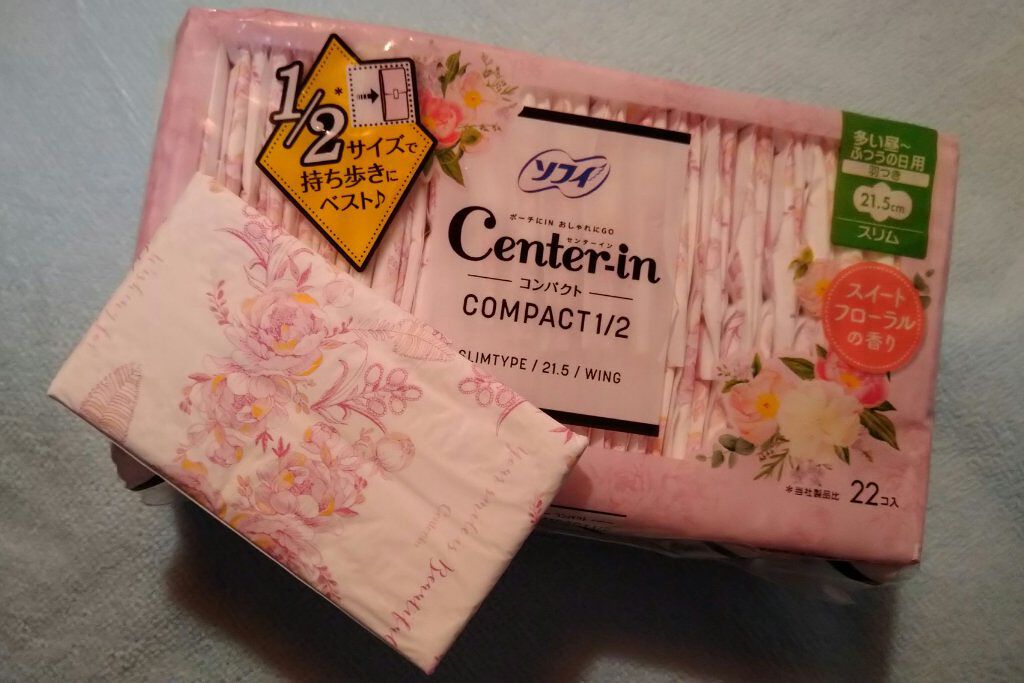 1/2*
サイズで
持ち歩きに
ベスト♪
ソフィ
ポーチにIN おしゃれにGO
センターイン
Center-in
コンパクト
COMPACT1/2
SLIMTYPE / 21.5 / WING
多い昼~
ふつうの日用
羽つき
21.5cm
スリム
スイート
フローラル
の香り
*当社製品比 22コ入
Your smile is Beautiful